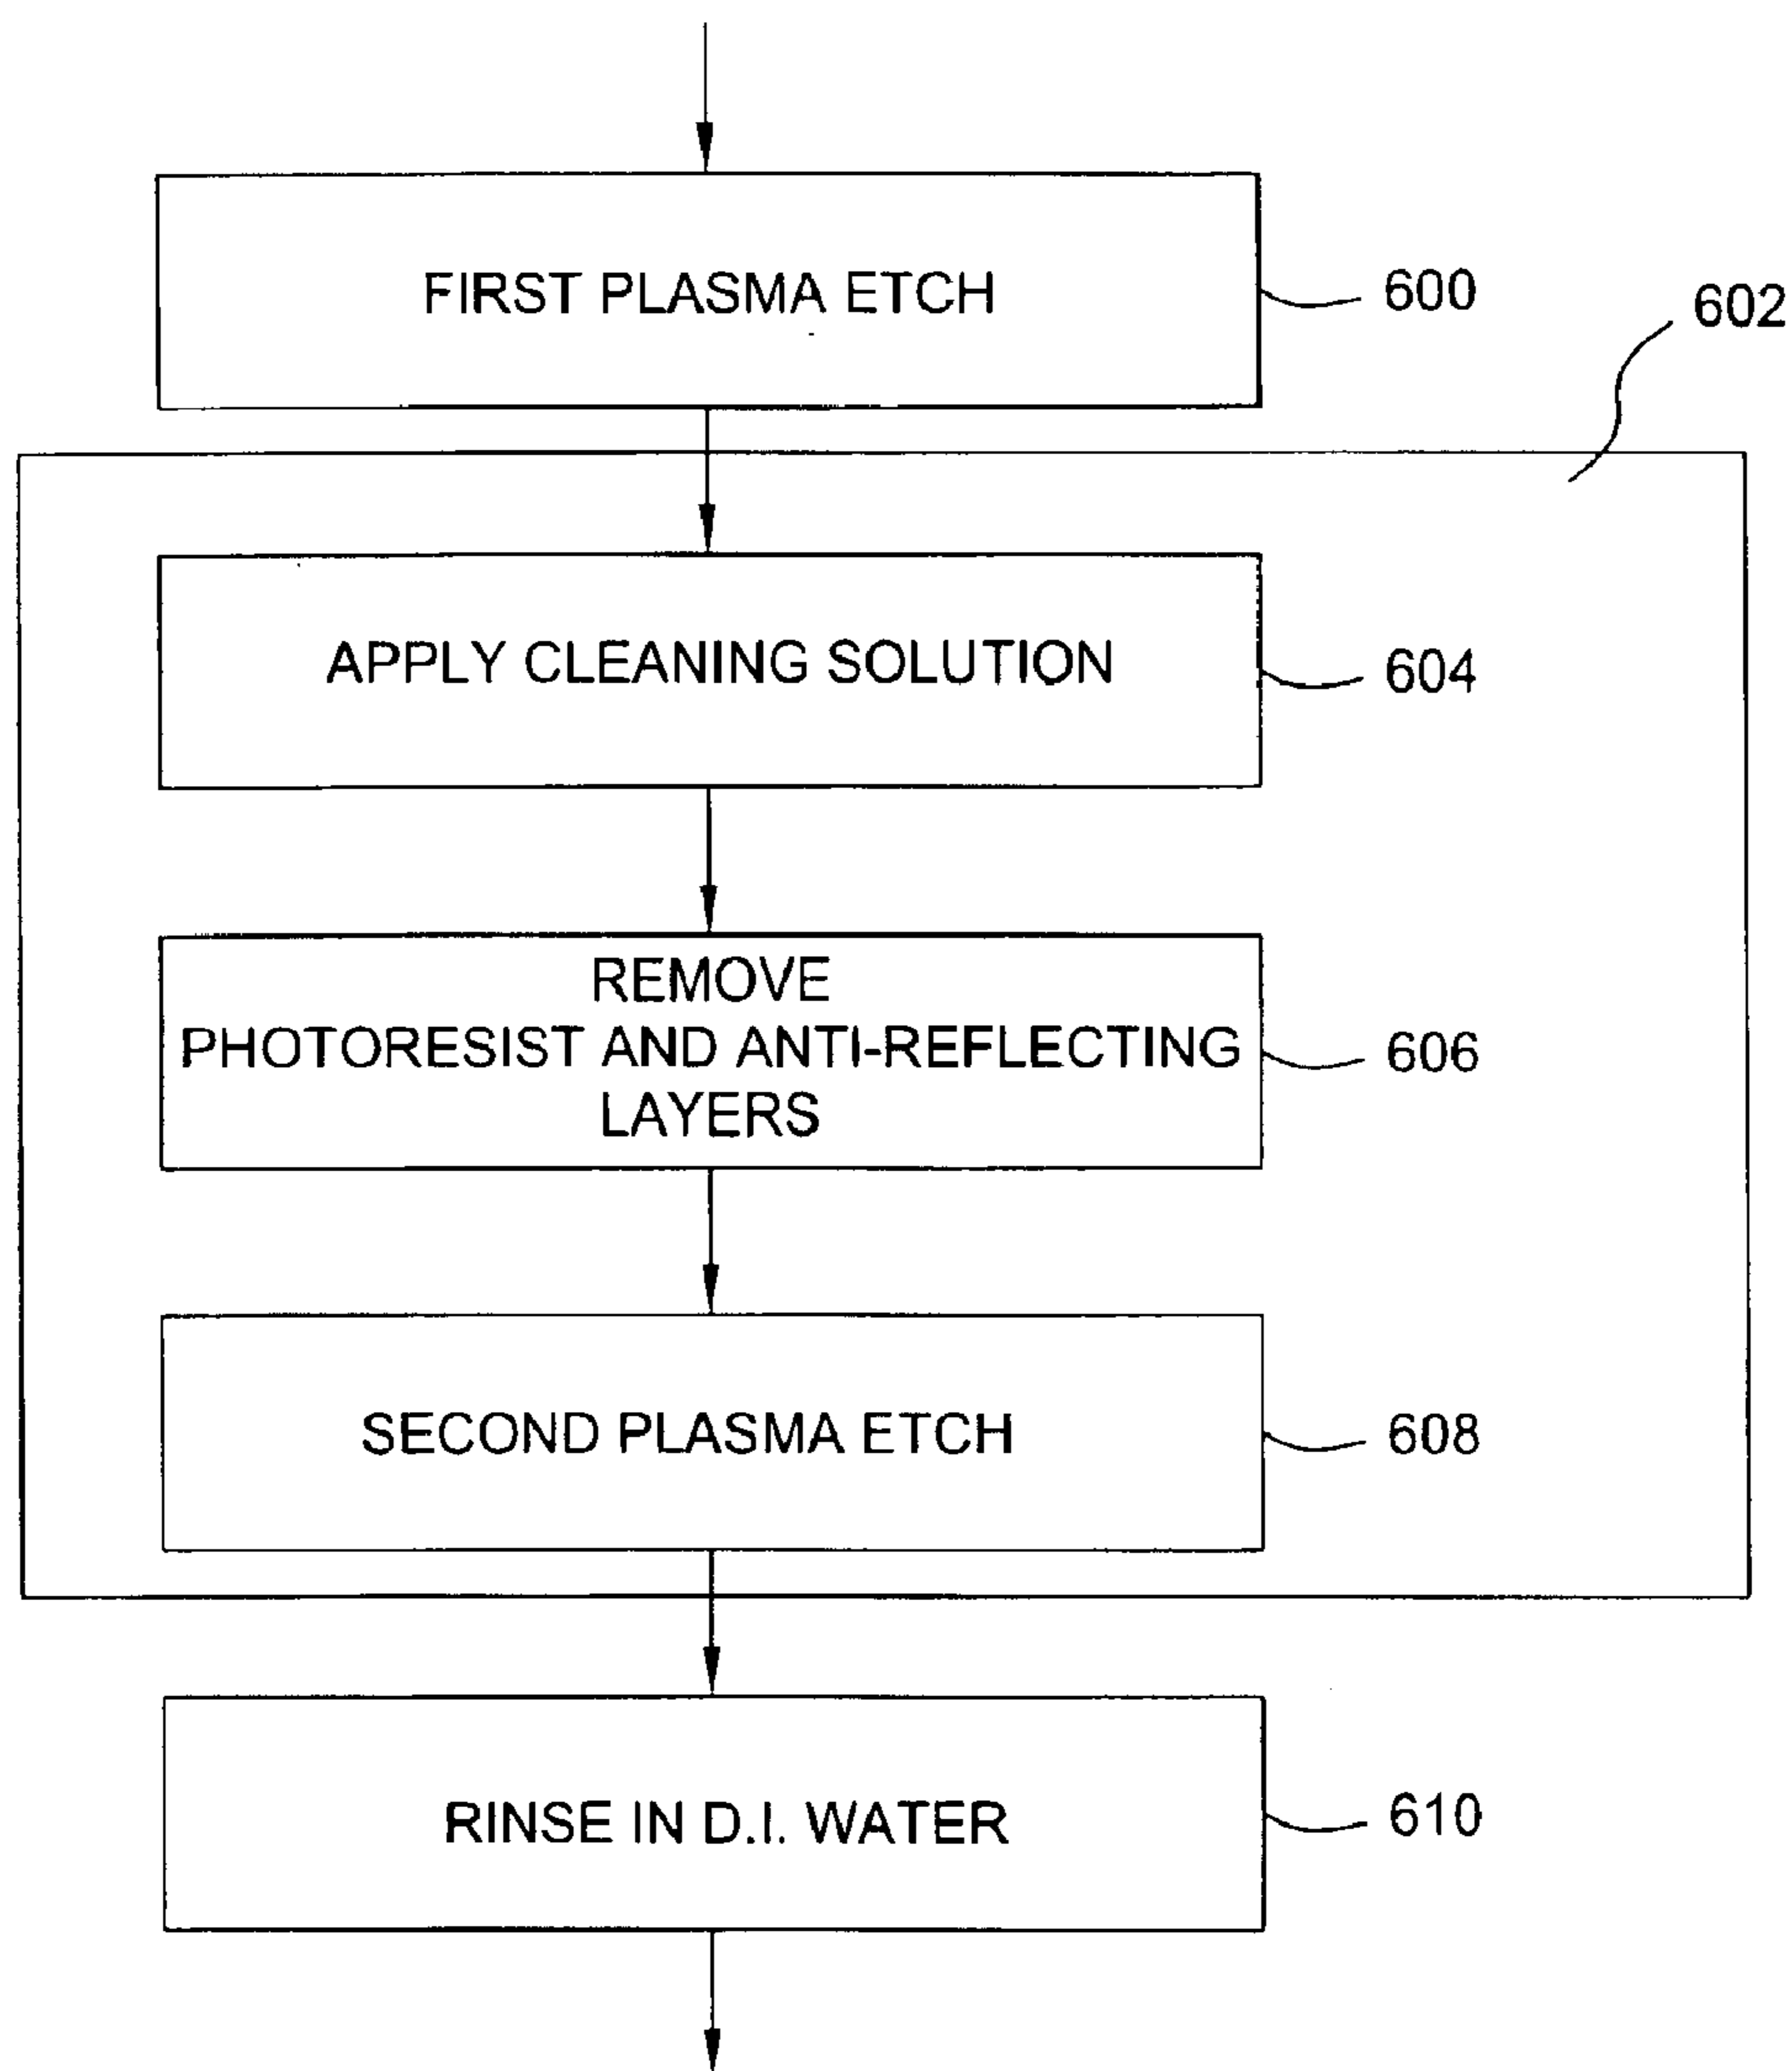 FIRST PLASMA ETCH
600
602
APPLY CLEANING SOLUTION
604
REMOVE
PHOTORESIST AND ANTI-REFLECTING
LAYERS
606
SECOND PLASMA ETCH
608
RINSE IN D.I. WATER
610